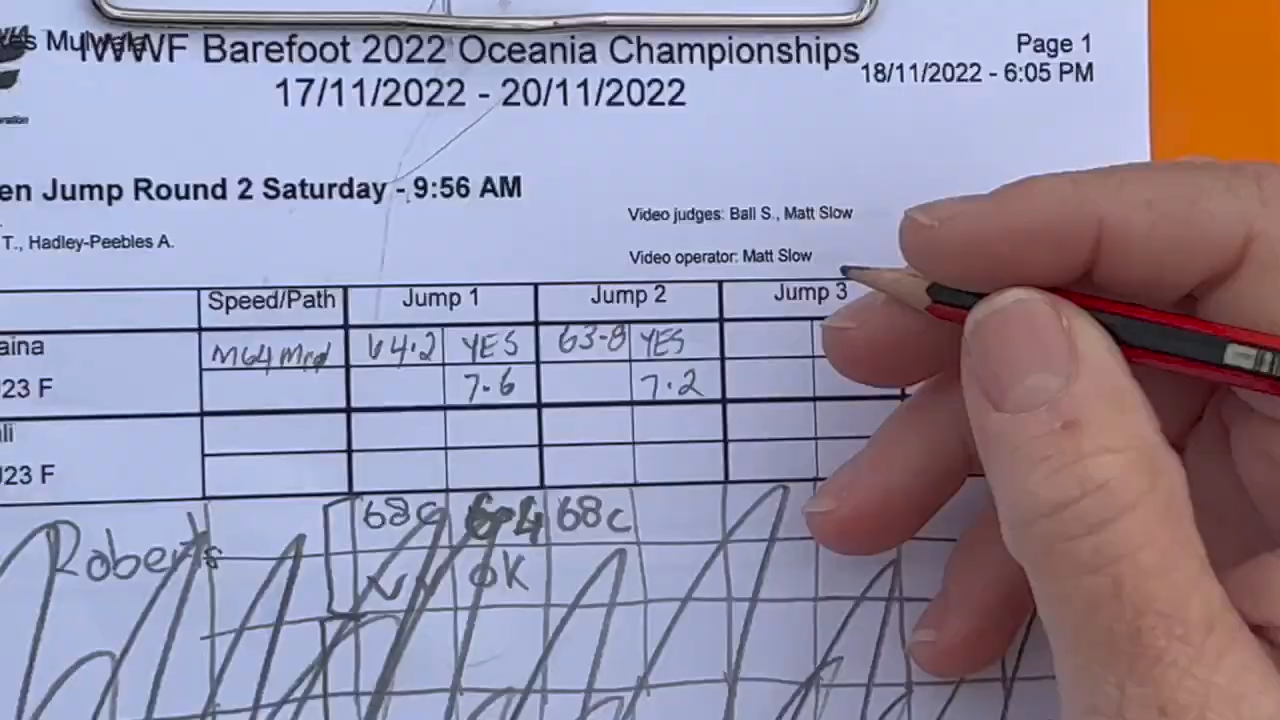 es Mulwala IWWF Barefoot 2022 Oceania Championships Page 1
17/11/2022 - 20/11/2022 18/11/2022 - 6:05 PM
en Jump Round 2 Saturday - 9:56 AM
Video judges: Ball S., Matt Slow
T., Hadley-Peebles A.
Video operator: Matt Slow
Speed/Path Jump 1 Jump 2 Jump 3
aina M64 64.2 YES 63-8 YES
23 F 7-6 7.2
li
J23 F
Roberts 68c 68c
OK